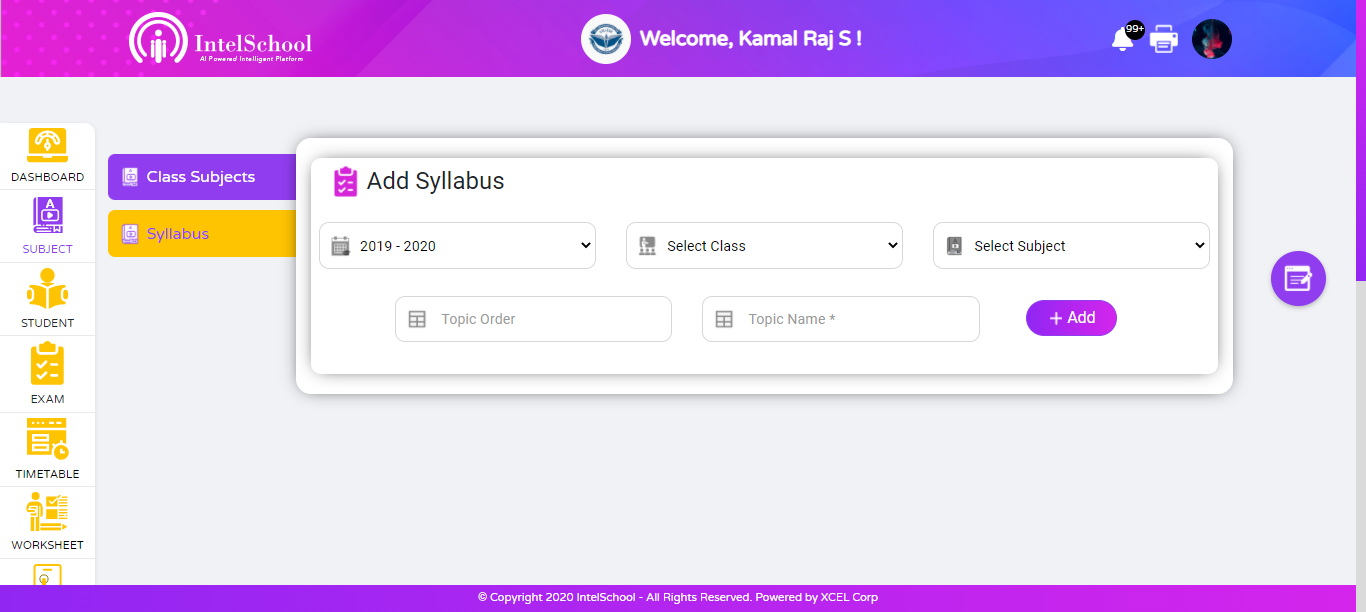 IntelSchool
AI Powered Intelligent Platform
Welcome, Kamal Raj S !
99+
DASHBOARD
SUBJECT
STUDENT
EXAM
TIMETABLE
WORKSHEET
Class Subjects
Syllabus
Add Syllabus
2019 - 2020
Select Class
Select Subject
Topic Order
Topic Name *
+ Add
© Copyright 2020 IntelSchool - All Rights Reserved. Powered by XCEL Corp